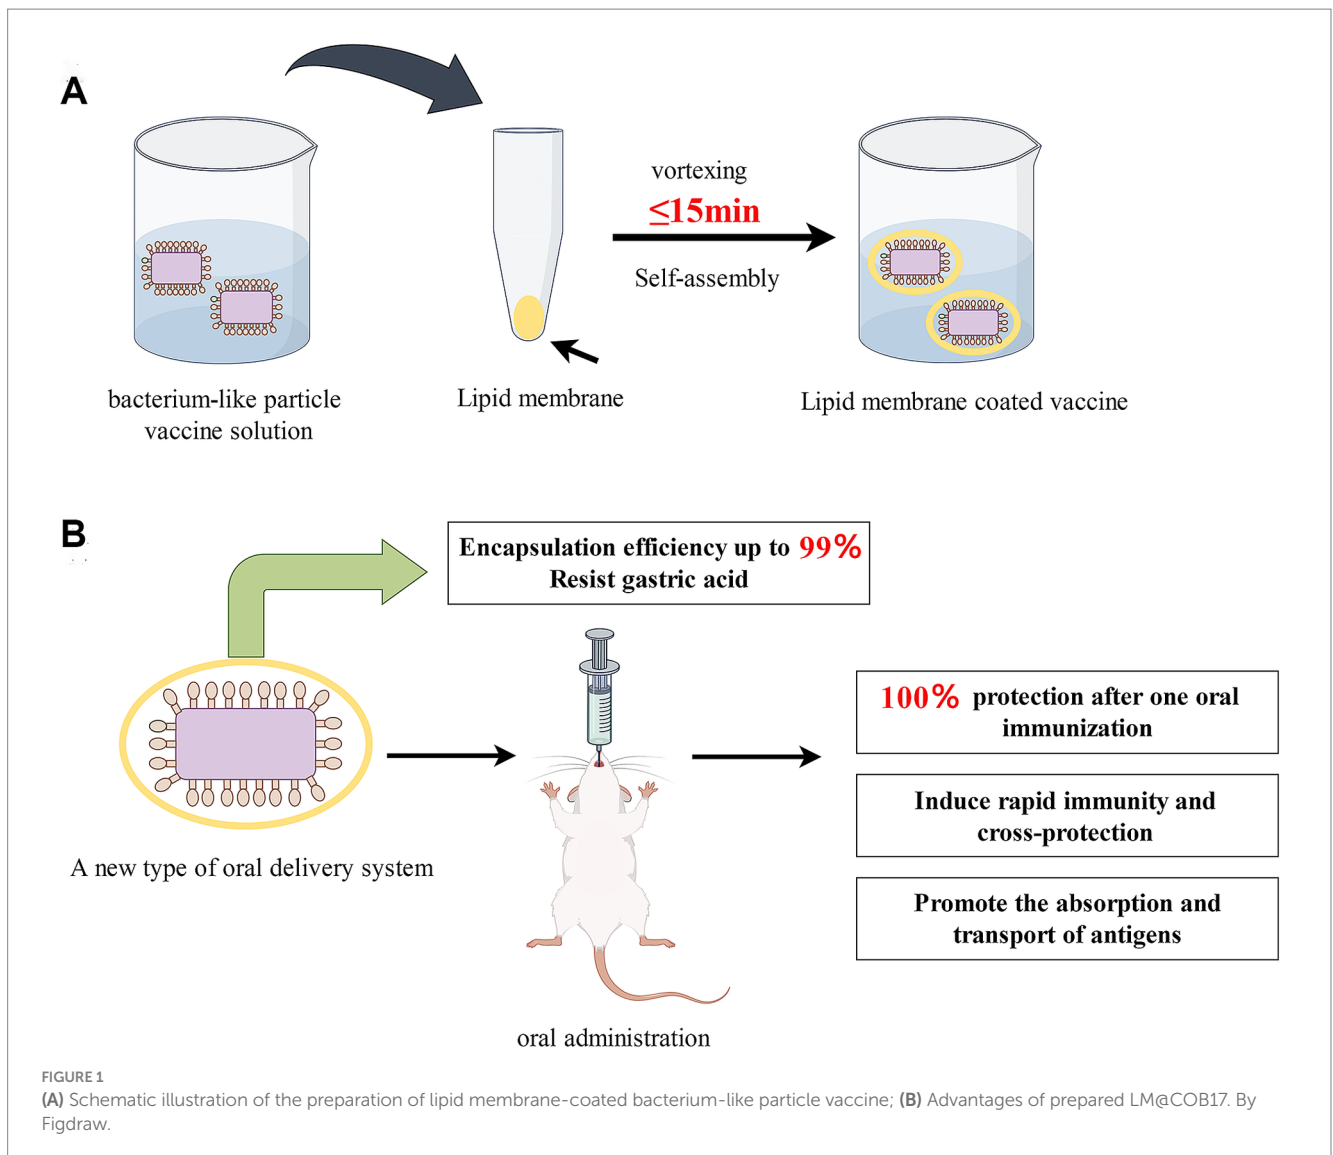 A
vortexing
≤15min
Self-assembly
bacterium-like particle
vaccine solution
Lipid membrane
Lipid membrane coated vaccine
B
Encapsulation efficiency up to 99%
Resist gastric acid
100% protection after one oral
immunization
Induce rapid immunity and
cross-protection
Promote the absorption and
transport of antigens
A new type of oral delivery system
oral administration
FIGURE 1
(A) Schematic illustration of the preparation of lipid membrane-coated bacterium-like particle vaccine; (B) Advantages of prepared LM@COB17. By
Figdraw.